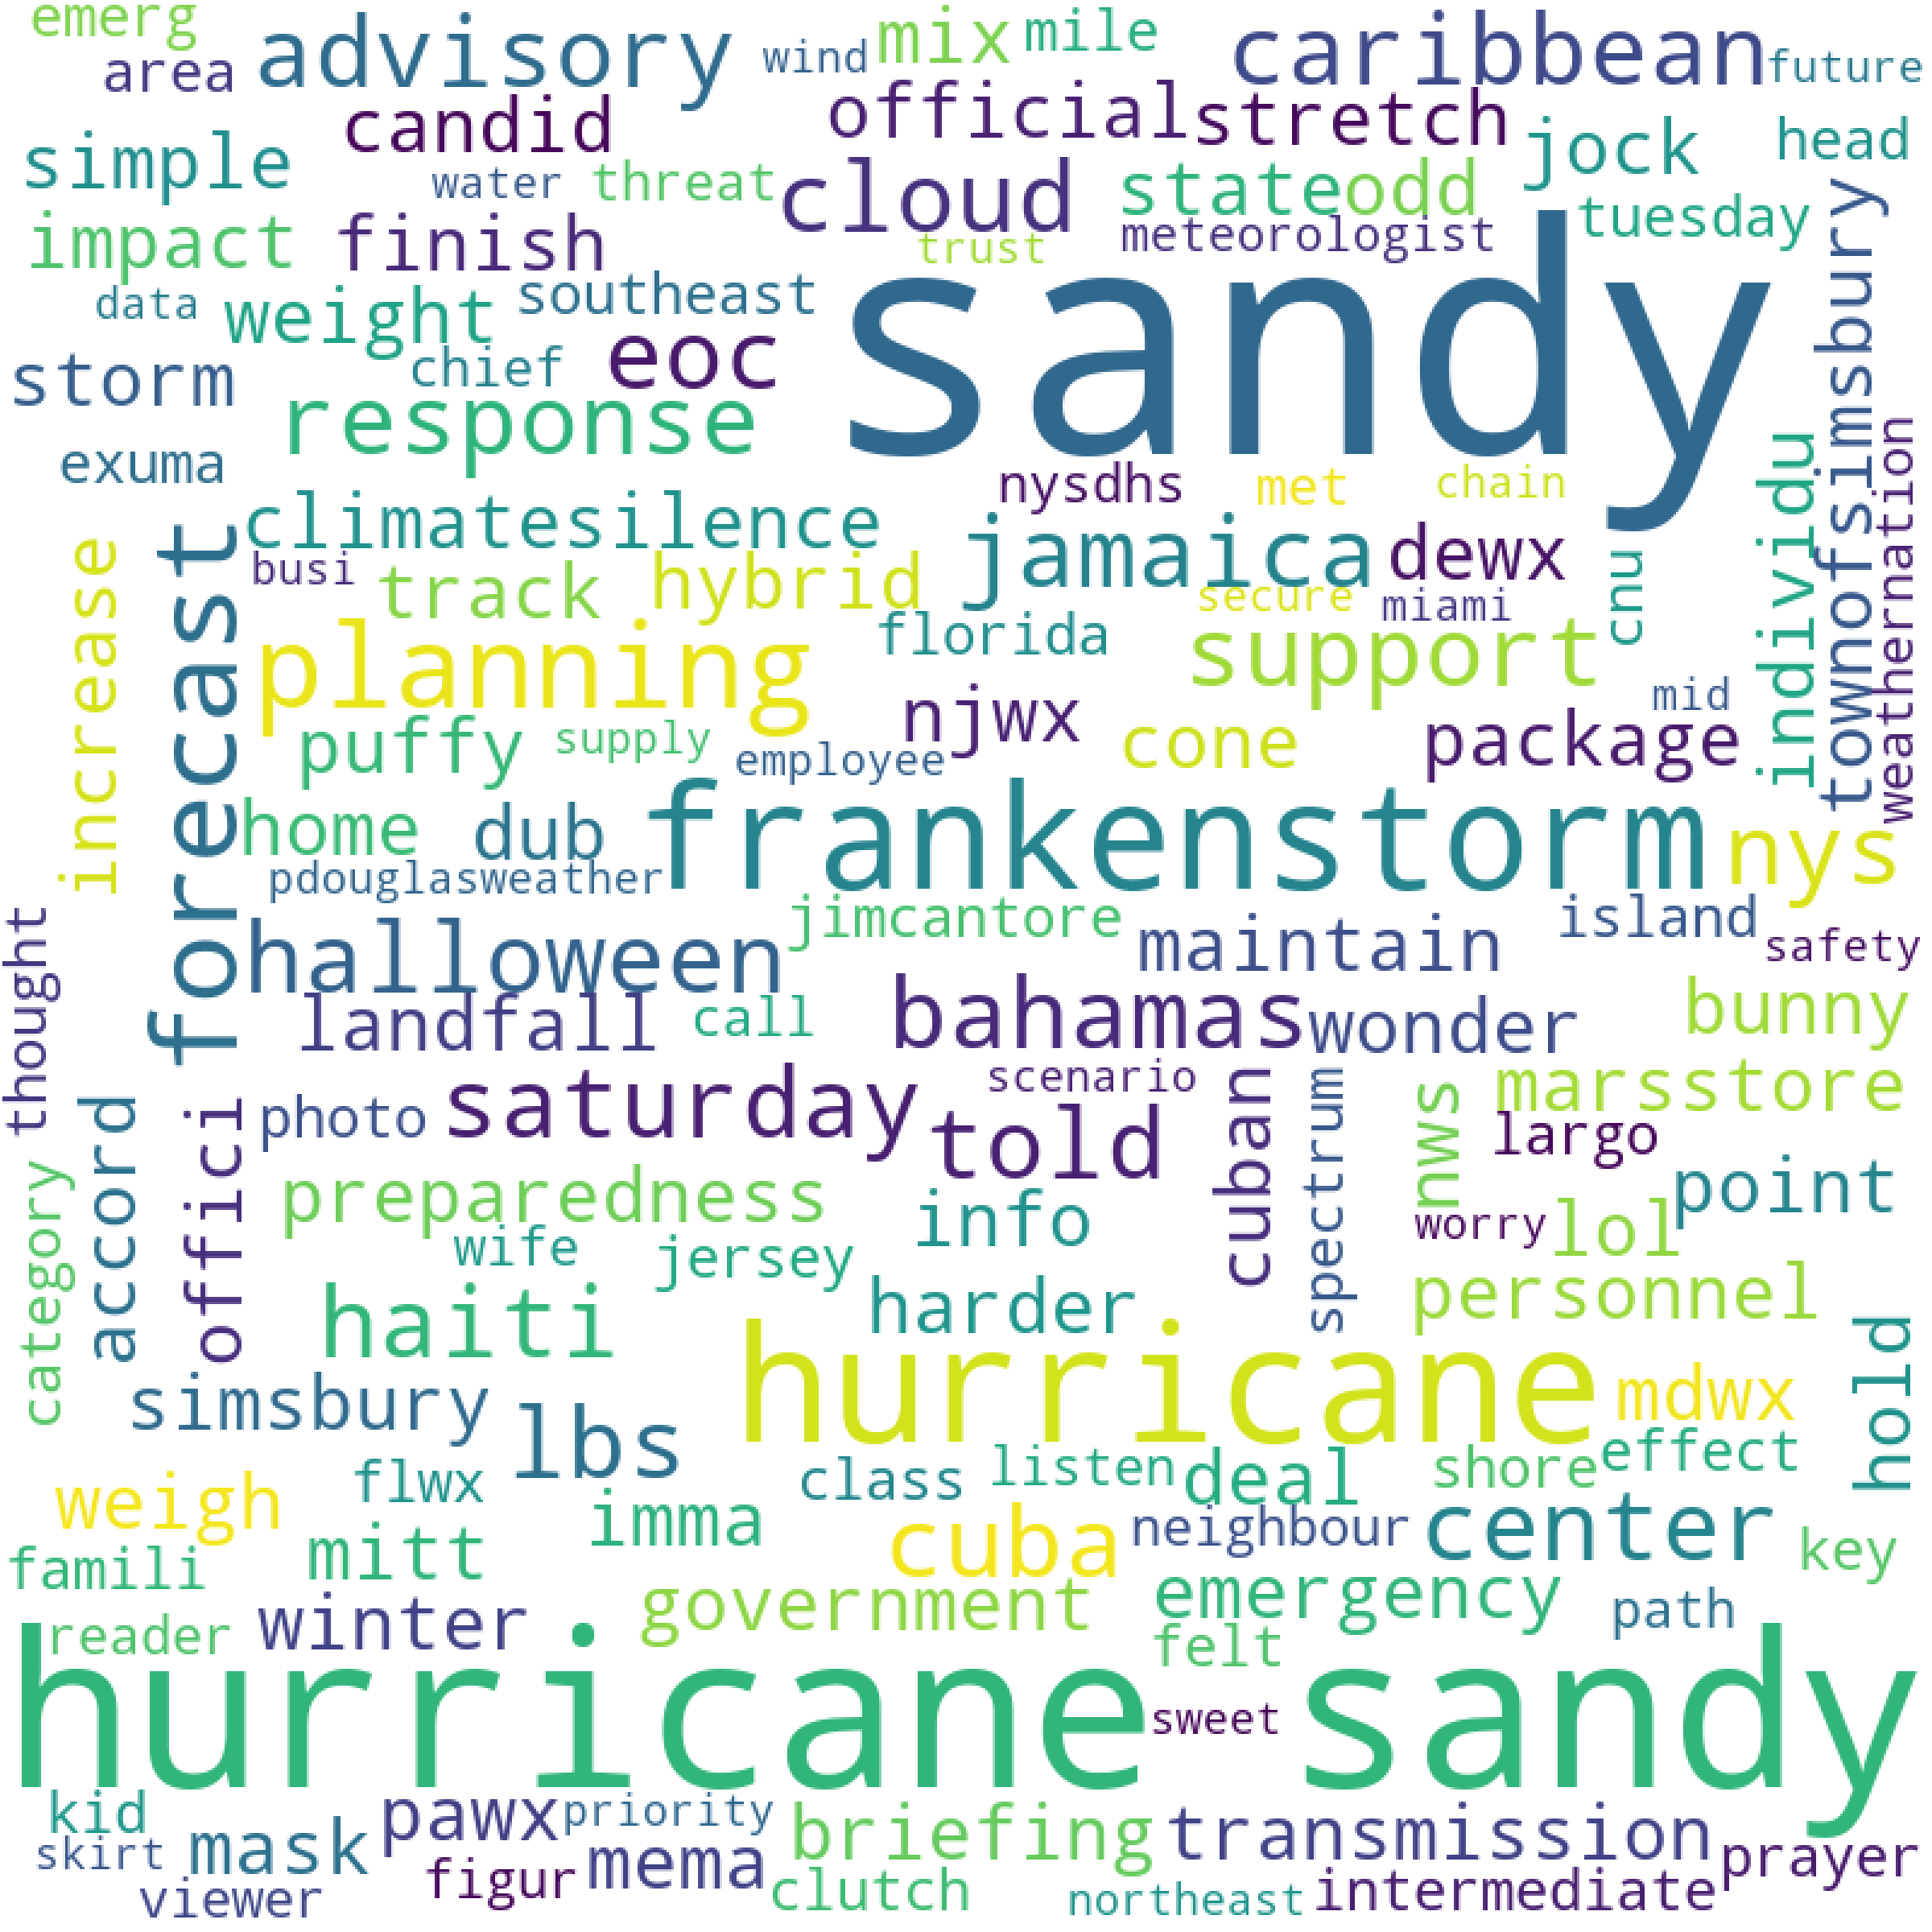 emerg
area
advisory
wind
mix
mile
caribbean
future
simple
candid
official
stretch
jock
head
water
threat
cloud
state
odd
tuesday
impact
finish
trust
meteorologist
townofsimsbury
data
weight
southeast
sandy
storm
chief
eoc
response
exuma
nysdhs
met
chain
individu
weathernation
forecast
climatesilence
increase
busi
track
hybrid
jamaica
dewx
cnu
secure
miami
planning
florida
support
mid
puffy
supply
employee
njwx
cone
package
home
dub
frankenstorm
nys
pdouglasweather
thought
halloween
jimcantore
maintain
island
safety
landfall
call
bahamas
wonder
bunny
accord
offici
photo
saturday
scenario
told
cuban
spectrum
nws
marsstore
largo
category
preparedness
info
worry
lol
point
wife
jersey
haiti
harder
personnel
hold
simsbury
lbs
hurricane
mdwx
weigh
flwx
class
listen
deal
shore
effect
imma
cuba
neighbour
center
key
famili
mitt
government
emergency
path
reader
winter
felt
hurricane sandy
sweet
kid
skirt
mask
pawx
priority
briefing
transmission
prayer
viewer
figur
mema
clutch
northeast
intermediate